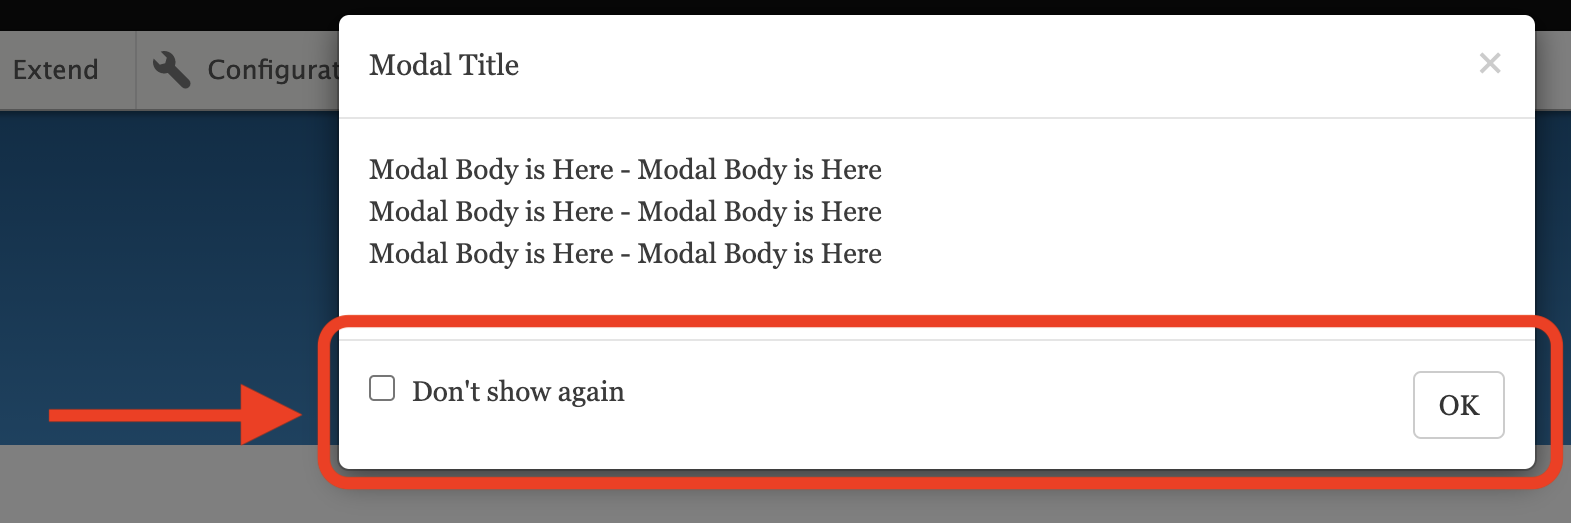 Extend
Configurat
Modal Title
Modal Body is Here - Modal Body is Here
Modal Body is Here - Modal Body is Here
Modal Body is Here - Modal Body is Here
Don't show again
OK